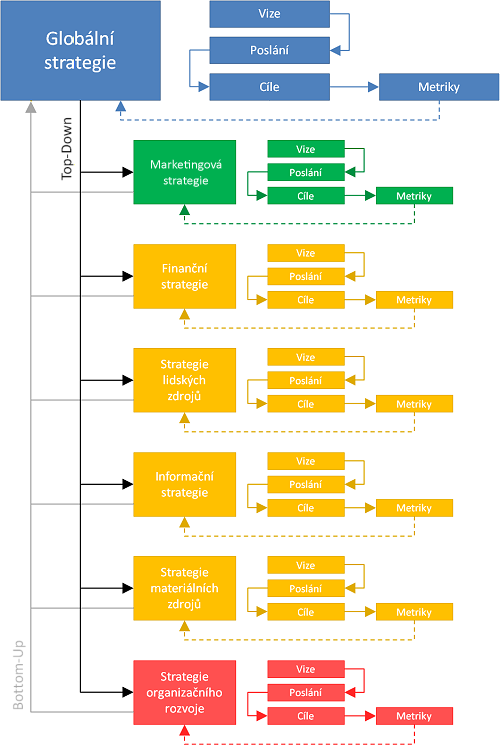 Globální
strategie
Vize
Poslání
Cíle
Metriky
Top-Down
Marketingová
strategie
Vize
Poslání
Cíle
Metriky
Finanční
strategie
Vize
Poslání
Cíle
Metriky
Strategie
lidských
zdrojů
Vize
Poslání
Cíle
Metriky
Informační
strategie
Vize
Poslání
Cíle
Metriky
Strategie
materiálních
zdrojů
Vize
Poslání
Cíle
Metriky
Bottom-Up
Strategie
organizačního
rozvoje
Vize
Poslání
Cíle
Metriky